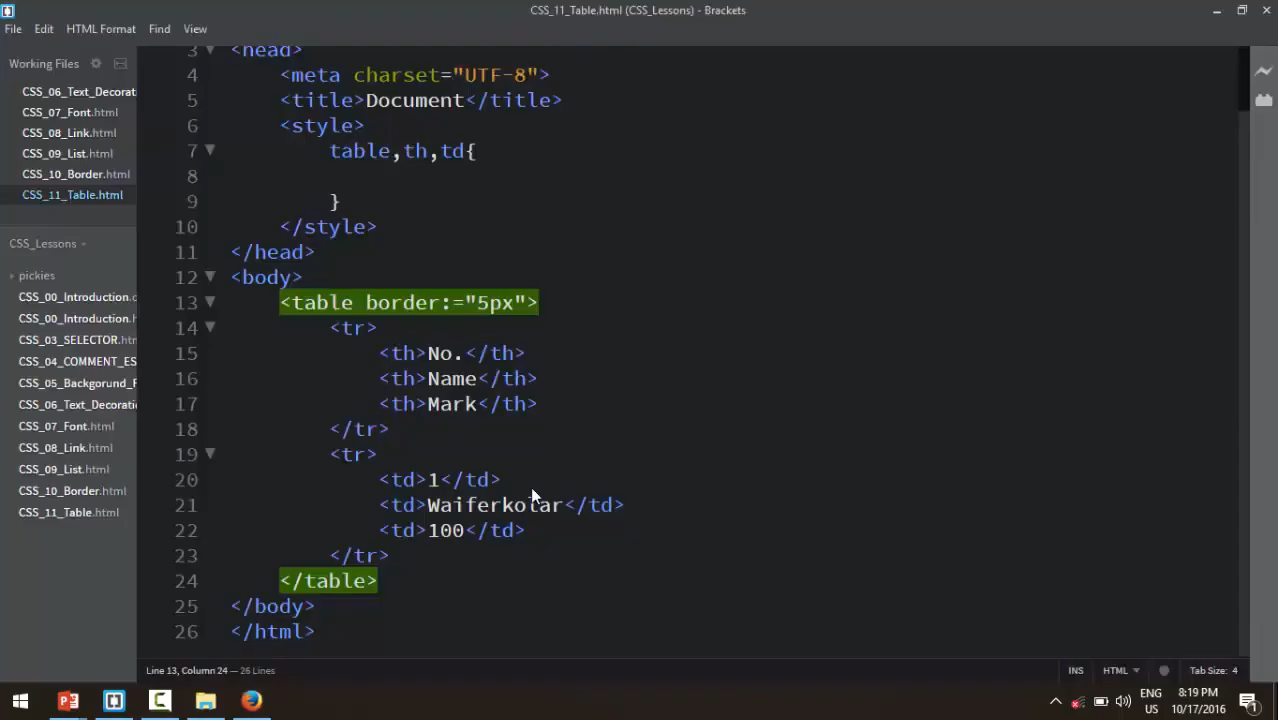 CSS_11_Table.html (CSS_Lessons) - Brackets
File Edit HTML Format Find View
Working Files
CSS_06_Text_Decorat
CSS_07_Font.html
CSS_08_Link.html
CSS_09_List.html
CSS_10_Border.html
CSS_11_Table.html
CSS_Lessons
pickies
CSS_00_Introduction.c
CSS_00_Introduction.h
CSS_03_SELECTOR.htm
CSS_04_COMMENT_ES
CSS_05_Backgorund_F
CSS_06_Text_Decoratio
CSS_07_Font.html
CSS_08_Link.html
CSS_09_List.html
CSS_10_Border.html
CSS_11_Table.html
3 <head>
4 <meta charset="UTF-8">
5 <title>Document</title>
6 <style>
7 table,th,td{
8
9 }
10 </style>
11 </head>
12 <body>
13 <table border:="5px">
14 <tr>
15 <th>No.</th>
16 <th>Name</th>
17 <th>Mark</th>
18 </tr>
19 <tr>
20 <td>1</td>
21 <td>Waiferkolar</td>
22 <td>100</td>
23 </tr>
24 </table>
25 </body>
26 </html>
Line 13, Column 24 — 26 Lines
INS HTML Tab Size: 4
ENG 8:19 PM
US 10/17/2016
1